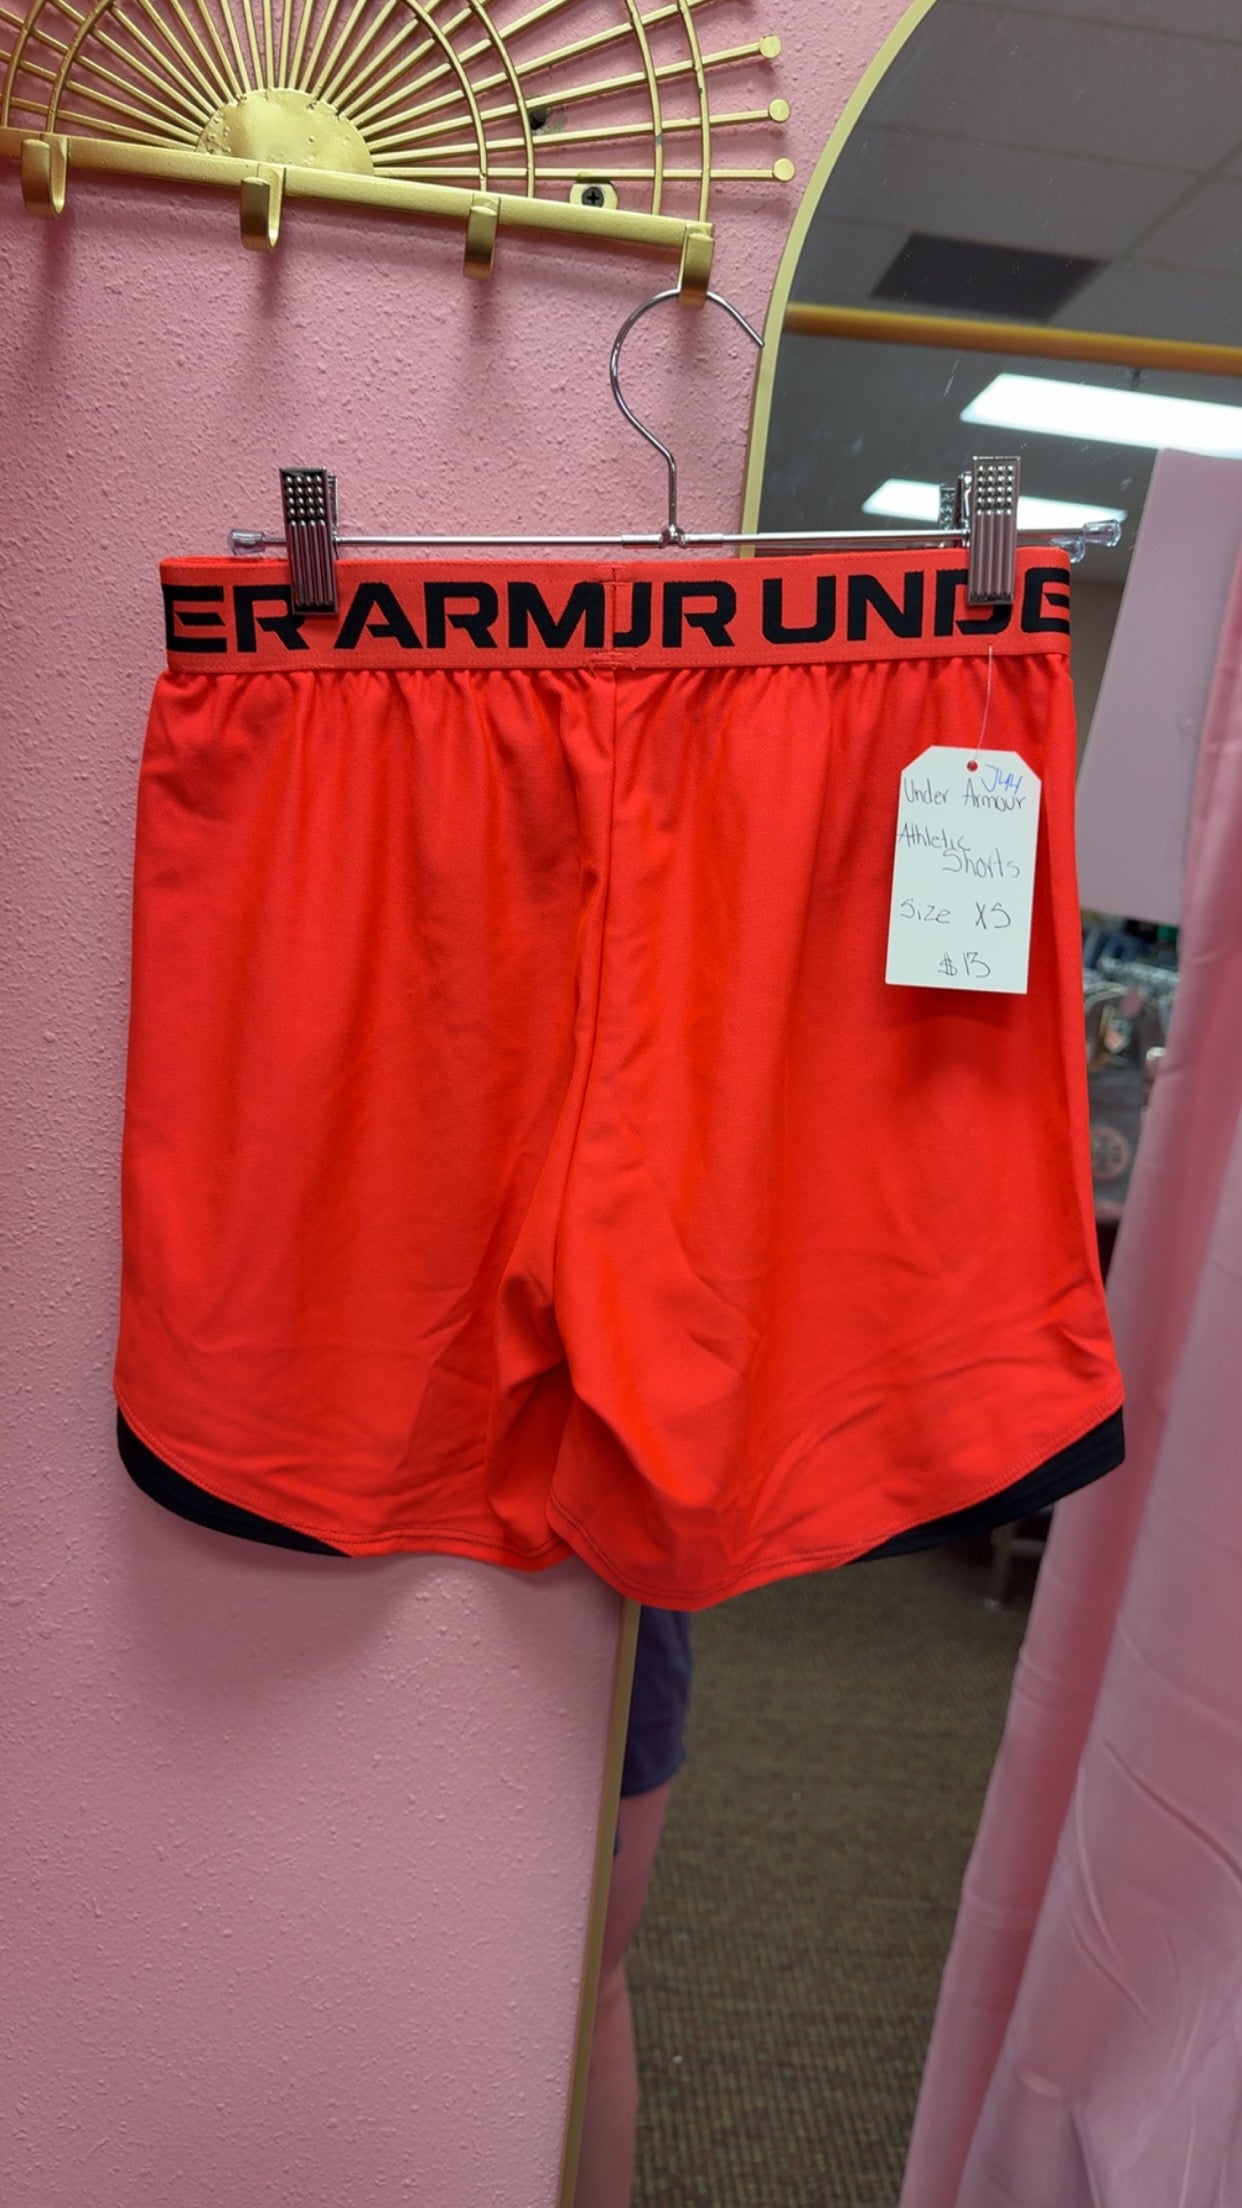 ER ARMOUR UNDE
J44
Under Armour
Athletic
Shorts
Size XS
$13